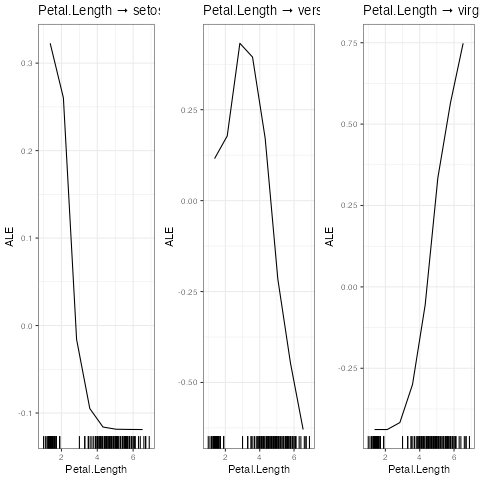 Petal.Length → setos
Petal.Length → vers
Petal.Length → virg
ALE
0.3
0.2
0.1
0.0
-0.1
2
4
6
Petal.Length
ALE
0.25
0.00
-0.25
-0.50
2
4
6
Petal.Length
ALE
0.75
0.50
0.25
0.00
-0.25
2
4
6
Petal.Length